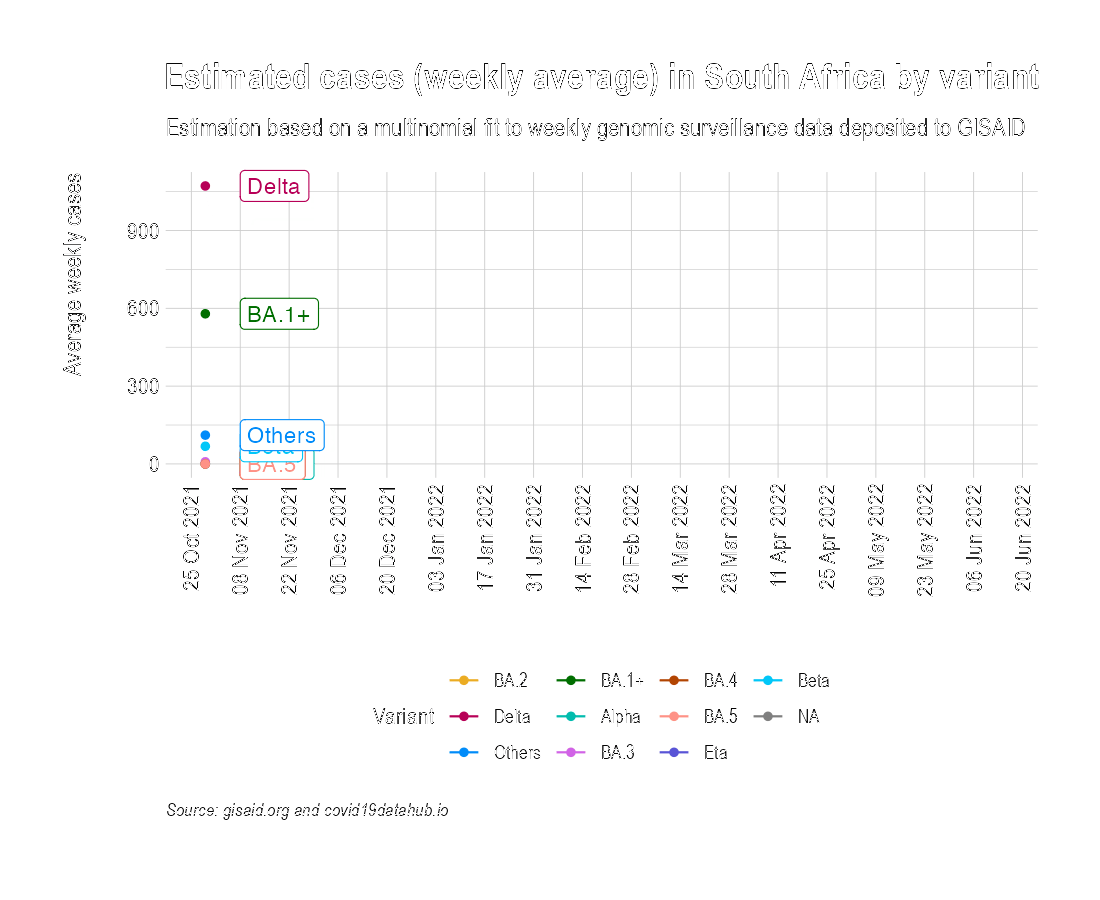 Estimated cases (weekly average) in South Africa by variant
Estimation based on a multinomial fit to weekly genomic surveillance data deposited to GISAID
Average weekly cases
900
600
300
0
Delta
BA.1+
Others
Beta
BA.5
25 Oct 2021
08 Nov 2021
22 Nov 2021
06 Dec 2021
20 Dec 2021
03 Jan 2022
17 Jan 2022
31 Jan 2022
14 Feb 2022
28 Feb 2022
14 Mar 2022
28 Mar 2022
11 Apr 2022
25 Apr 2022
09 May 2022
23 May 2022
06 Jun 2022
20 Jun 2022
Variant
BA.2 BA.1+ BA.4 Beta
Delta Alpha BA.5 NA
Others BA.3 Eta
Source: gisaid.org and covid19datahub.io